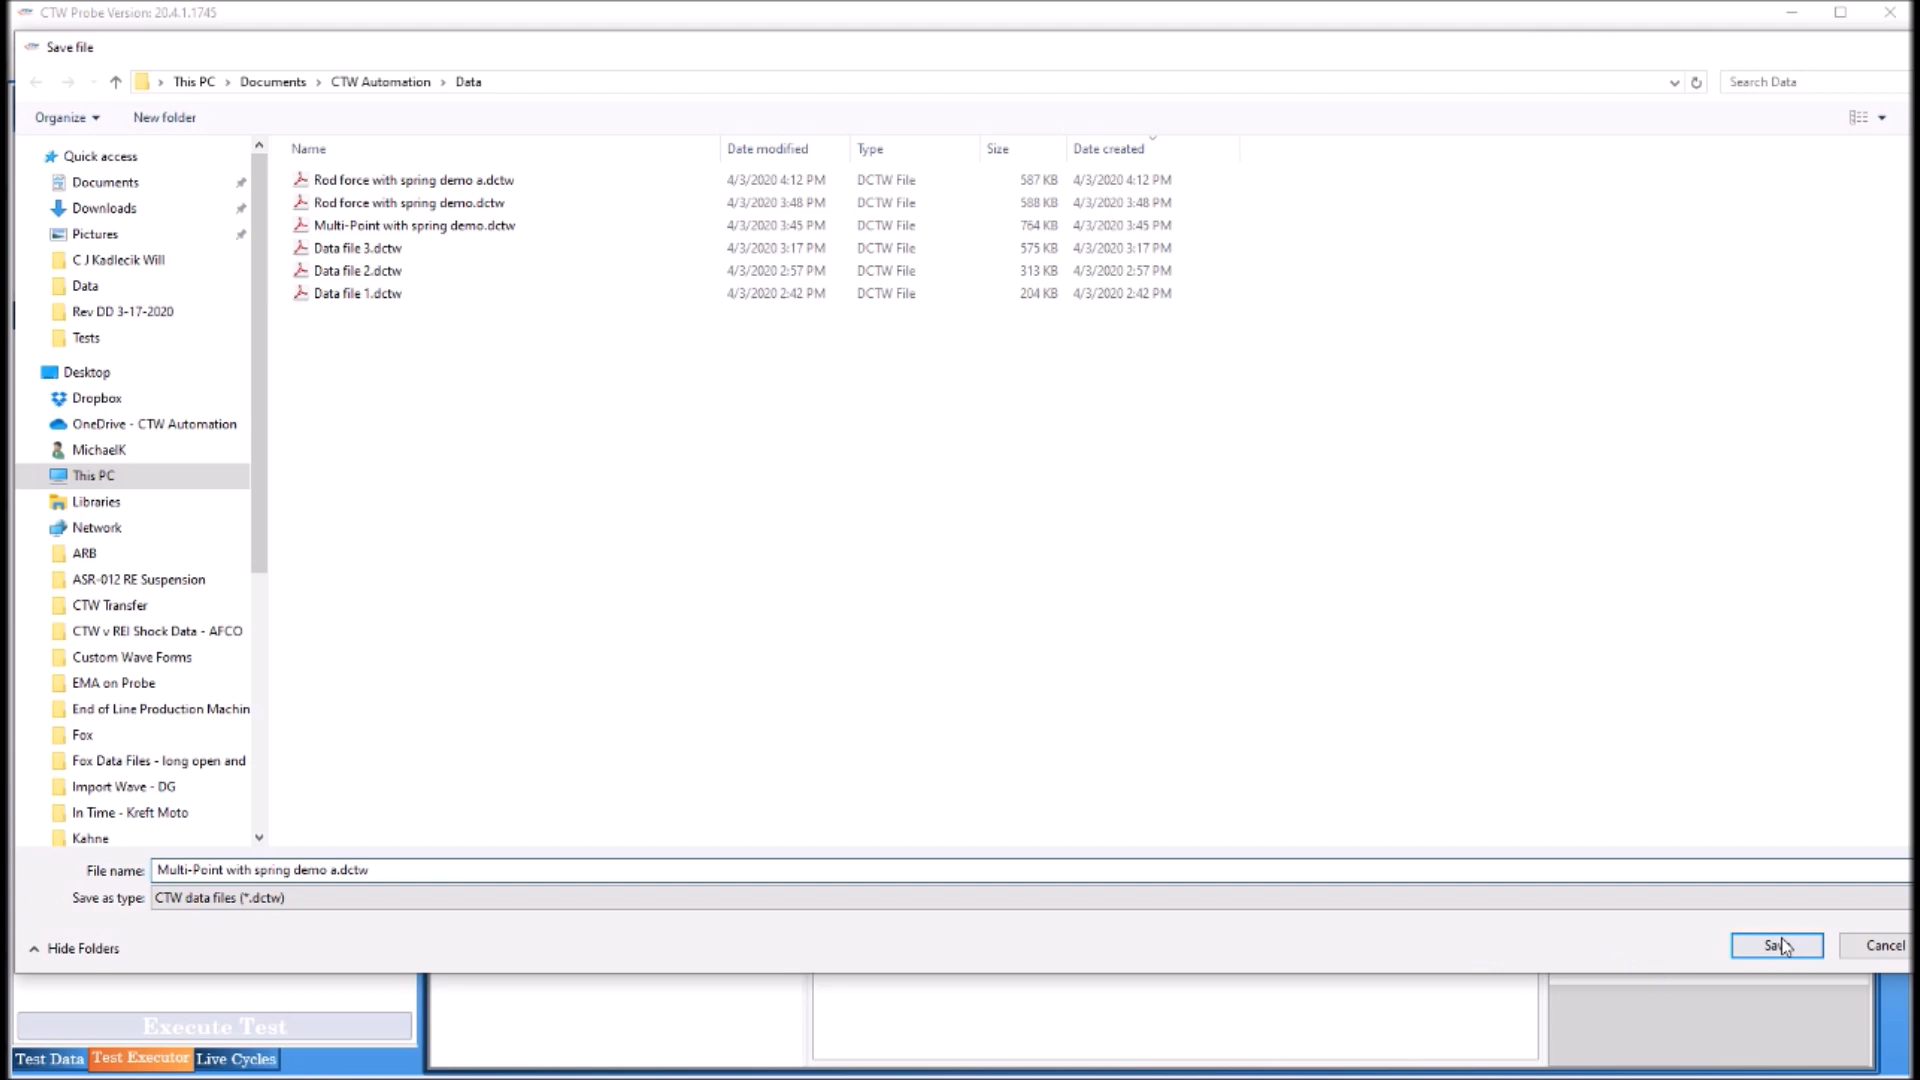 CTW Probe Version: 20.4.1.1745
Save file
This PC > Documents > CTW Automation > Data
Search Data
Organize
New folder
Name Date modified Type Size Date created
Rod force with spring demo a.dctw 4/3/2020 4:12 PM DCTW File 587 KB 4/3/2020 4:12 PM
Rod force with spring demo.dctw 4/3/2020 3:48 PM DCTW File 588 KB 4/3/2020 3:48 PM
Multi-Point with spring demo.dctw 4/3/2020 3:45 PM DCTW File 764 KB 4/3/2020 3:45 PM
Data file 3.dctw 4/3/2020 3:17 PM DCTW File 575 KB 4/3/2020 3:17 PM
Data file 2.dctw 4/3/2020 2:57 PM DCTW File 313 KB 4/3/2020 2:57 PM
Data file 1.dctw 4/3/2020 2:42 PM DCTW File 204 KB 4/3/2020 2:42 PM
Quick access
Documents
Downloads
Pictures
C J Kadlecik Will
Data
Rev DD 3-17-2020
Tests
Desktop
Dropbox
OneDrive - CTW Automation
MichaelK
This PC
Libraries
Network
ARB
ASR-012 RE Suspension
CTW Transfer
CTW v REI Shock Data - AFCO
Custom Wave Forms
EMA on Probe
End of Line Production Machin
Fox
Fox Data Files - long open and
Import Wave - DG
In Time - Kreft Moto
Kahne
File name: Multi-Point with spring demo a.dctw
Save as type: CTW data files (*.dctw)
Hide Folders
Cancel
Execute Test
Test Data Test Executor Live Cycles